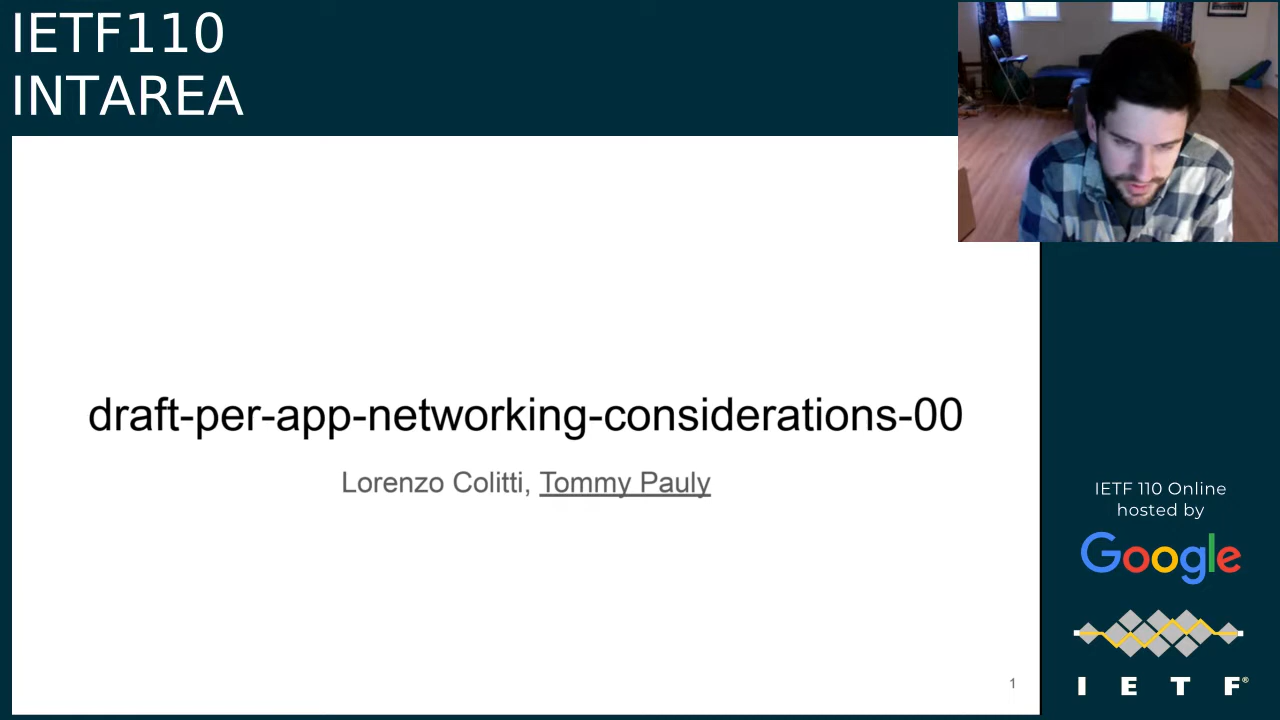 IETF110
INTAREA
draft-per-app-networking-considerations-00
Lorenzo Colitti, Tommy Pauly
1
IETF 110 Online
hosted by
Google
I E T F®